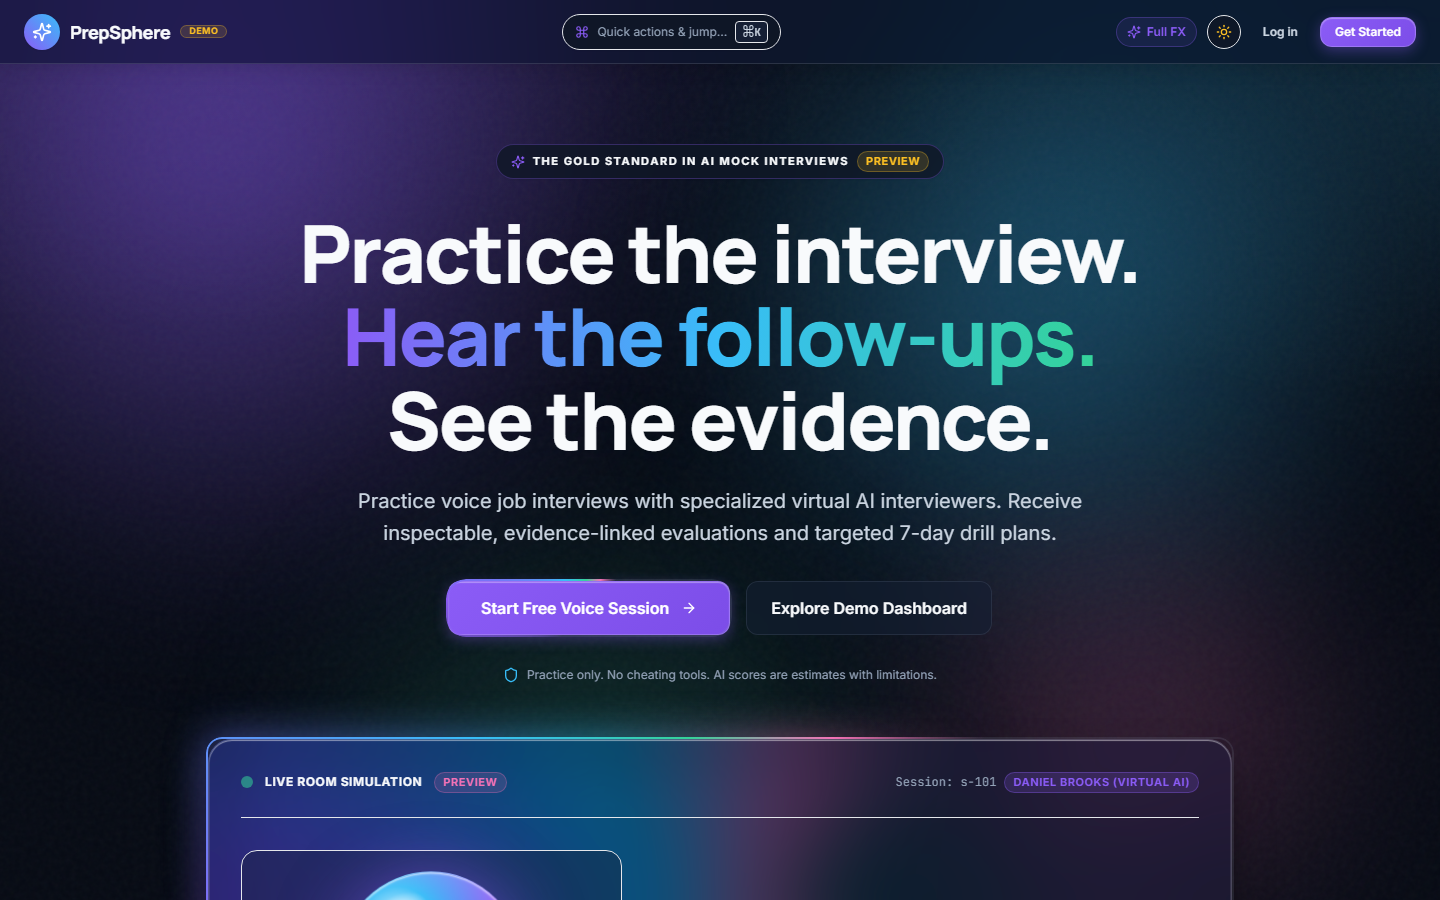 PrepSphere DEMO
Quick actions & jump... ⌘K
Full FX
Log in
Get Started
THE GOLD STANDARD IN AI MOCK INTERVIEWS PREVIEW
Practice the interview.
Hear the follow-ups.
See the evidence.
Practice voice job interviews with specialized virtual AI interviewers. Receive
inspectable, evidence-linked evaluations and targeted 7-day drill plans.
Start Free Voice Session →
Explore Demo Dashboard
Practice only. No cheating tools. AI scores are estimates with limitations.
LIVE ROOM SIMULATION PREVIEW
Session: s-101 DANIEL BROOKS (VIRTUAL AI)